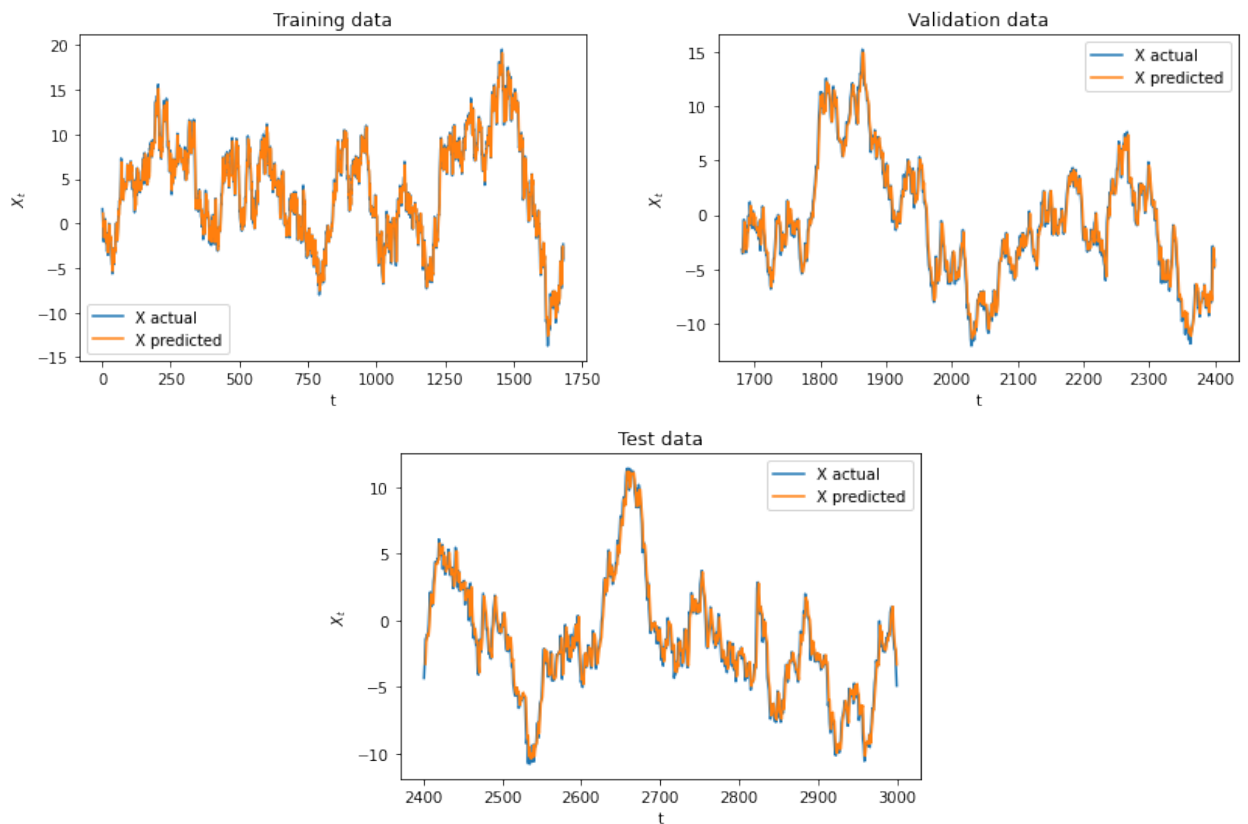 Training data
20
15
10
5
0
−5
−10
−15
X_t
X actual
X predicted
0 250 500 750 1000 1250 1500 1750
t
Validation data
15
10
5
0
−5
−10
X_t
X actual
X predicted
1700 1800 1900 2000 2100 2200 2300 2400
t
Test data
10
5
0
−5
−10
X_t
X actual
X predicted
2400 2500 2600 2700 2800 2900 3000
t